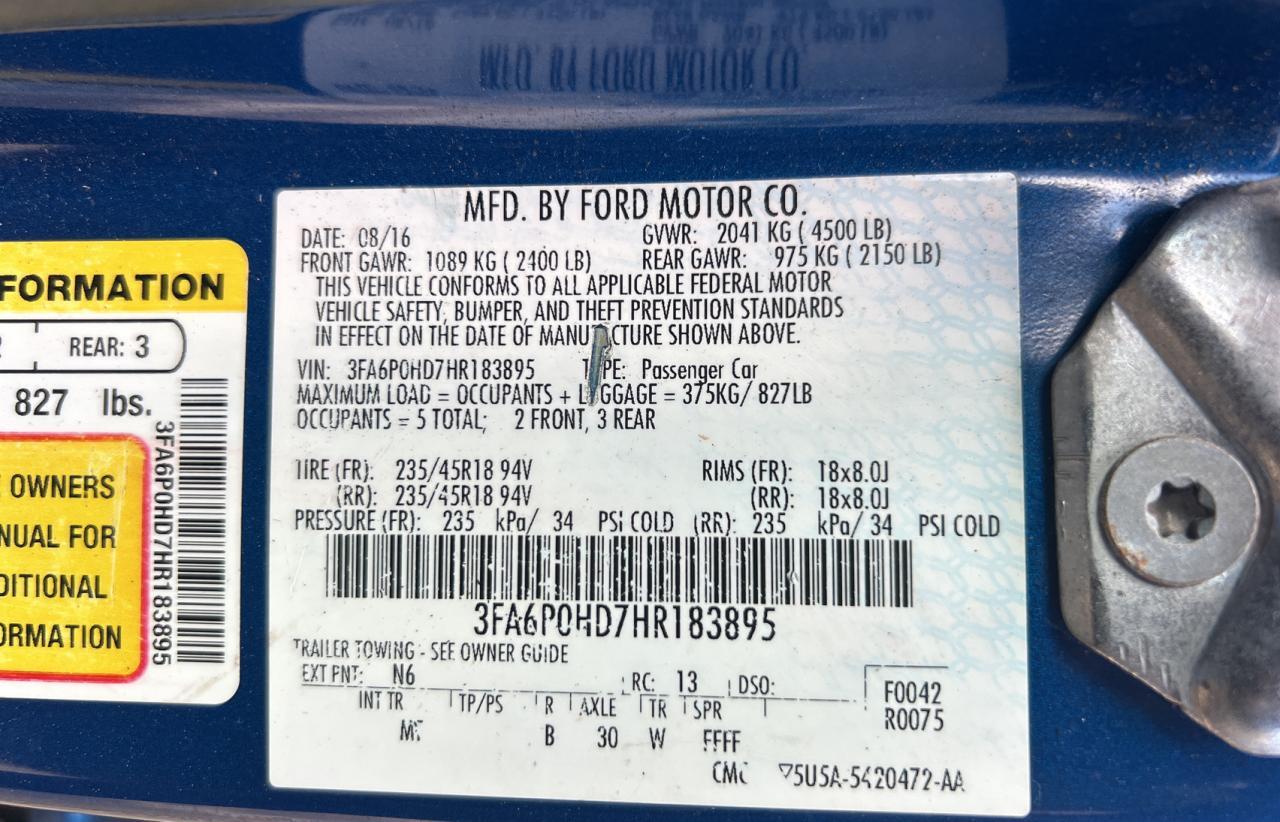 MFD. BY FORD MOTOR CO.
DATE: 08/16 GVWR: 2041 KG ( 4500 LB)
FRONT GAWR: 1089 KG ( 2400 LB) REAR GAWR: 975 KG ( 2150 LB)
THIS VEHICLE CONFORMS TO ALL APPLICABLE FEDERAL MOTOR
VEHICLE SAFETY, BUMPER, AND THEFT PREVENTION STANDARDS
IN EFFECT ON THE DATE OF MANUFACTURE SHOWN ABOVE.
VIN: 3FA6P0HD7HR183895 TYPE: Passenger Car
MAXIMUM LOAD = OCCUPANTS + LUGGAGE = 375KG/ 827LB
OCCUPANTS = 5 TOTAL; 2 FRONT, 3 REAR
TIRE (FR): 235/45R18 94V RIMS (FR): 18x8.0J
(RR): 235/45R18 94V (RR): 18x8.0J
PRESSURE (FR): 235 kPa/ 34 PSI COLD (RR): 235 kPa/ 34 PSI COLD
3FA6P0HD7HR183895
TRAILER TOWING - SEE OWNER GUIDE
EXT PNT: N6 RC: 13 DSO: F0042
INT TR TP/PS R AXLE TR SPR R0075
B 30 W FFFF
5U5A-5420472-AA
FORMATION
REAR: 3
827 lbs.
OWNERS
NUAL FOR
DITIONAL
ORMATION
3FA6P0HD7HR183895